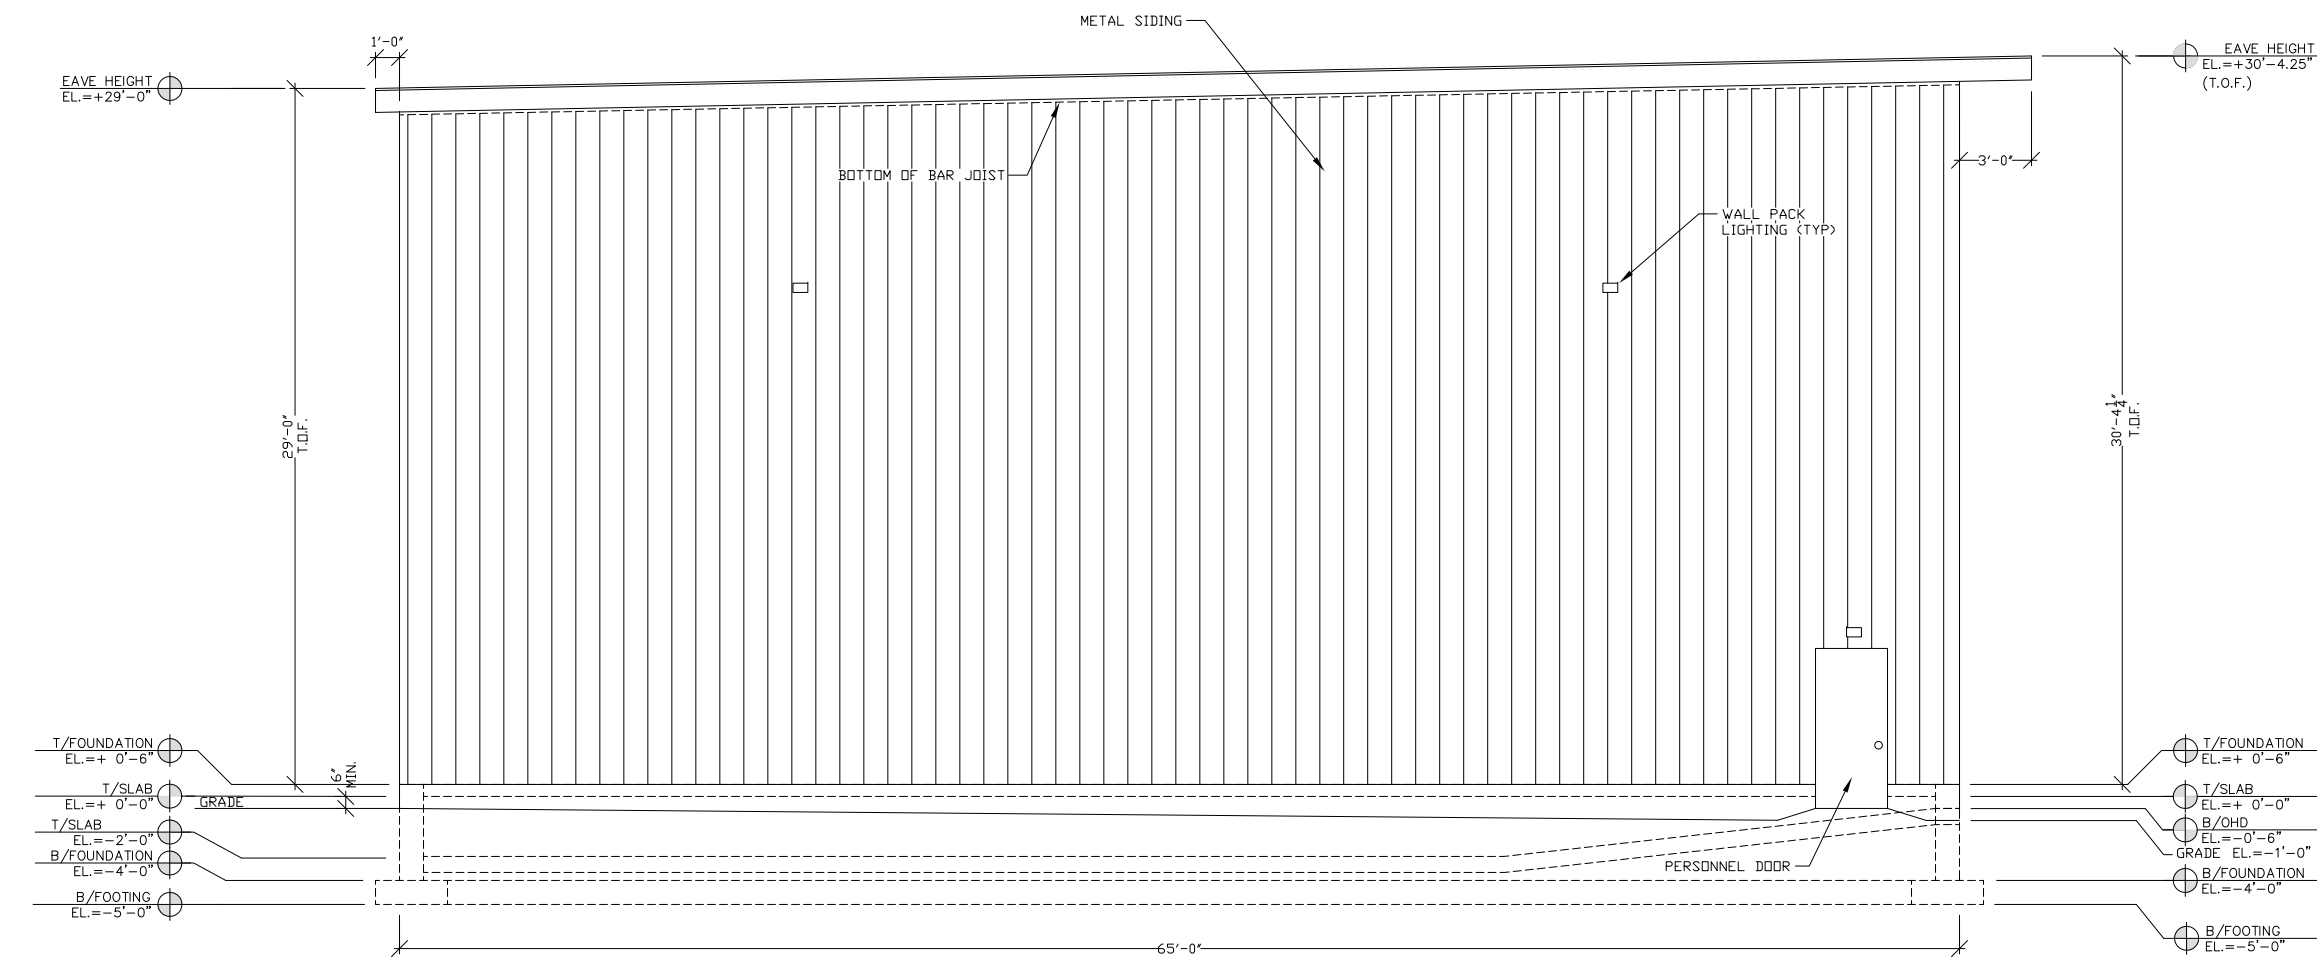 METAL SIDING
1'-0"
EAVE HEIGHT
EL.=+29'-0"
EAVE HEIGHT
EL.=+30'-4.25"
(T.O.F.)
3'-0"
BOTTOM OF BAR JOIST
WALL PACK
LIGHTING (TYP)
29'-0"
T.O.F.
30'-4 1/4"
T.O.F.
T/FOUNDATION
EL.=+ 0'-6"
6"
MIN.
T/SLAB
EL.=+ 0'-0"
GRADE
T/SLAB
EL.=-2'-0"
B/FOUNDATION
EL.=-4'-0"
B/FOOTING
EL.=-5'-0"
PERSONNEL DOOR
T/FOUNDATION
EL.=+ 0'-6"
T/SLAB
EL.=+ 0'-0"
B/OHD
EL.=-0'-6"
GRADE EL.=-1'-0"
B/FOUNDATION
EL.=-4'-0"
B/FOOTING
EL.=-5'-0"
65'-0"